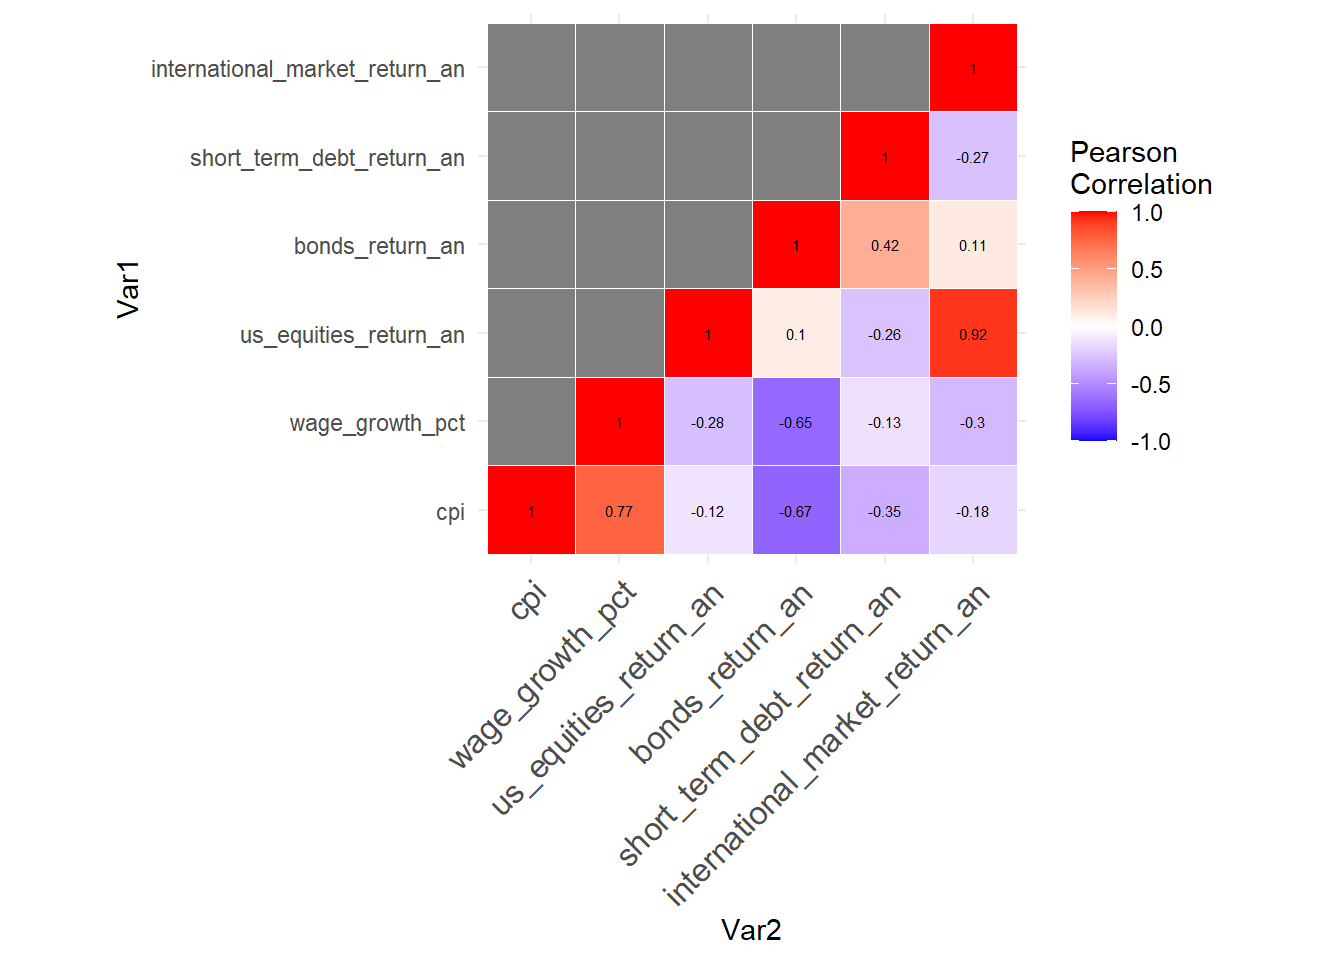 international_market_return_an
1
short_term_debt_return_an
1
-0.27
bonds_return_an
1
0.42
0.11
us_equities_return_an
1
0.1
-0.26
0.92
wage_growth_pct
1
-0.28
-0.65
-0.13
-0.3
cpi
1
0.77
-0.12
-0.67
-0.35
-0.18
Var1
cpi
wage_growth_pct
us_equities_return_an
bonds_return_an
short_term_debt_return_an
international_market_return_an
Var2
Pearson
Correlation
1.0
0.5
0.0
-0.5
-1.0